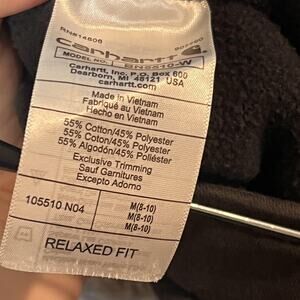 RN#14806
carhartt
MODEL NO.
Carhartt, Inc. P.O. Box 600
Dearborn, MI 48121 USA
carhartt.com
Made in Vietnam
Fabriqué au Vietnam
Hecho en Vietnam
55% Cotton/45% Polyester
55% Coton/45% Polyester
55% Algodón/45% Poliéster
Exclusive Trimming
Sauf Garnitures
Excepto Adorno
105510 N04
M(8-10)
M(8-10)
M(8-10)
RELAXED FIT